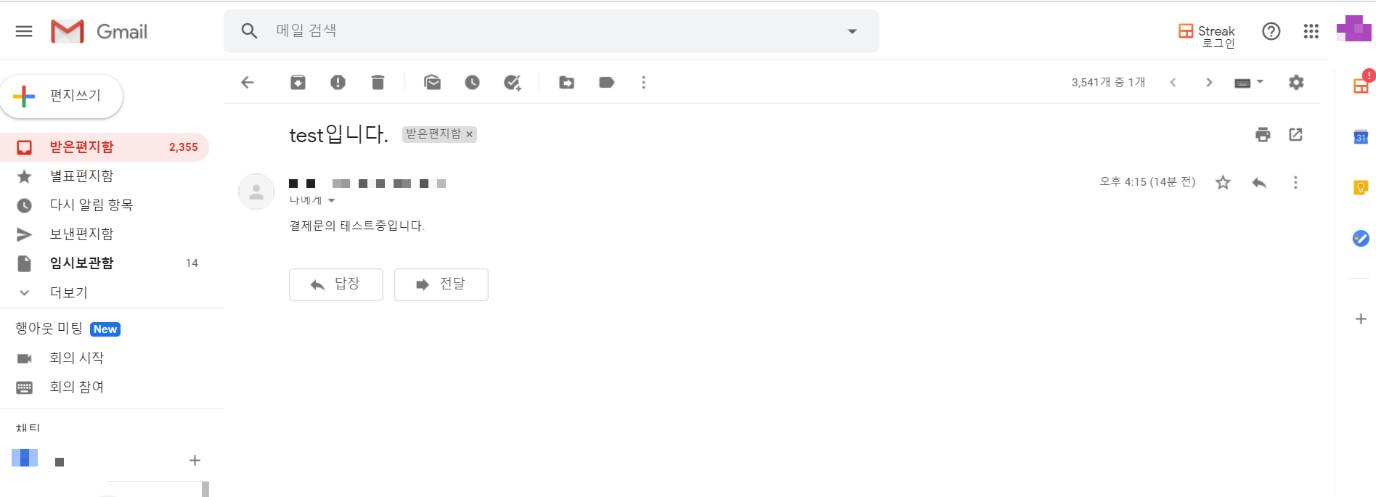 Gmail
메일 검색
Streak
로그인
편지쓰기
3,541개 중 1개
!
받은편지함 2,355
별표편지함
다시 알림 항목
보낸편지함
임시보관함 14
더보기
행아웃 미팅 New
회의 시작
회의 참여
채팅
test입니다. 받은편지함 ×
오후 4:15 (14분 전)
나에게
결제문의 테스트중입니다.
답장 전달
31